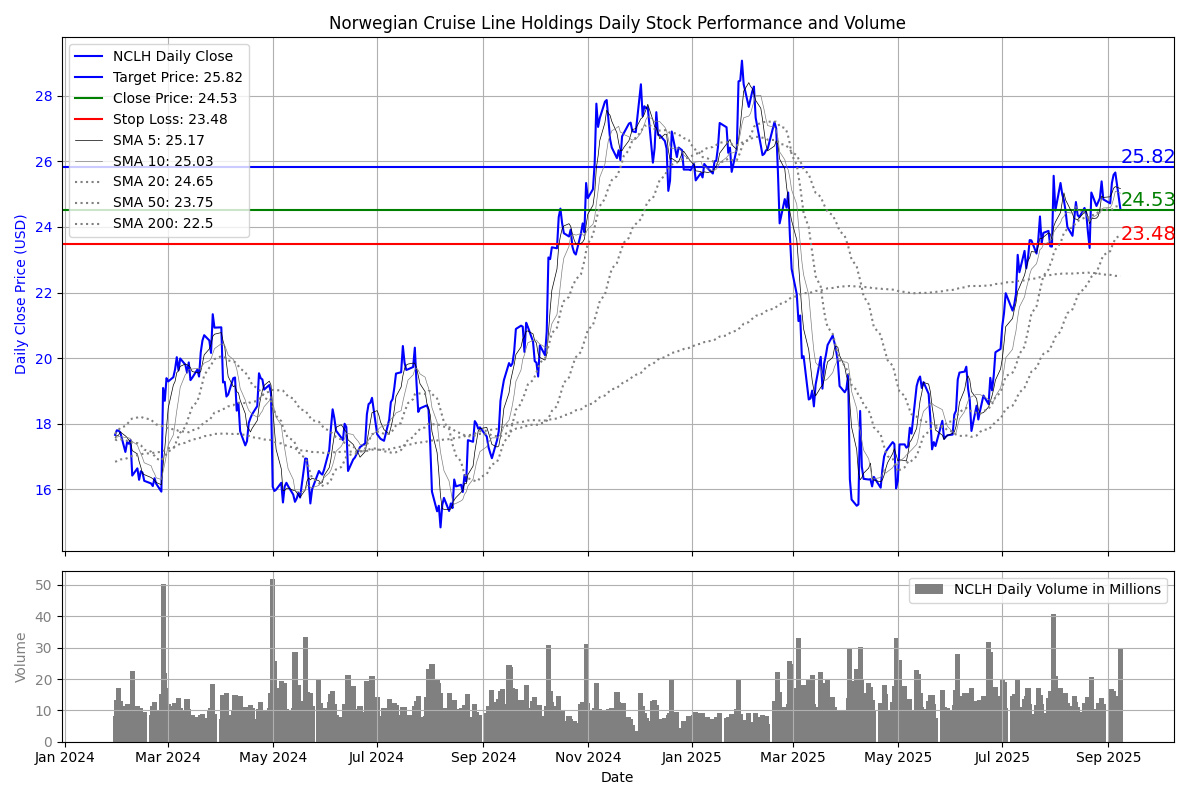 Norwegian Cruise Line Holdings Daily Stock Performance and Volume
NCLH Daily Close
Target Price: 25.82
Close Price: 24.53
Stop Loss: 23.48
SMA 5: 25.17
SMA 10: 25.03
SMA 20: 24.65
SMA 50: 23.75
SMA 200: 22.5
25.82
24.53
23.48
Daily Close Price (USD)
28
26
24
22
20
18
16
NCLH Daily Volume in Millions
Volume
50
40
30
20
10
0
Jan 2024
Mar 2024
May 2024
Jul 2024
Sep 2024
Nov 2024
Jan 2025
Mar 2025
May 2025
Jul 2025
Sep 2025
Date